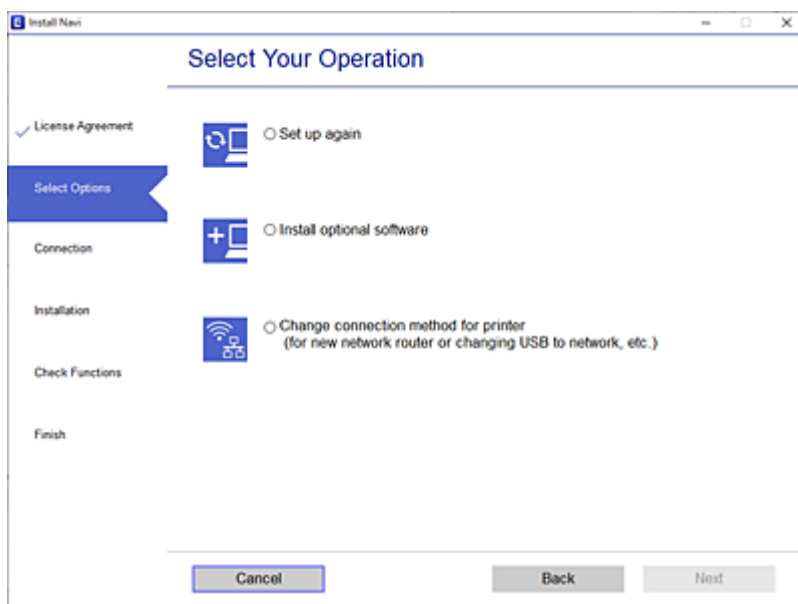 Install Navi
Select Your Operation
License Agreement
Select Options
Connection
Installation
Check Functions
Finish
Set up again
Install optional software
Change connection method for printer
(for new network router or changing USB to network, etc.)
Cancel
Back
Next